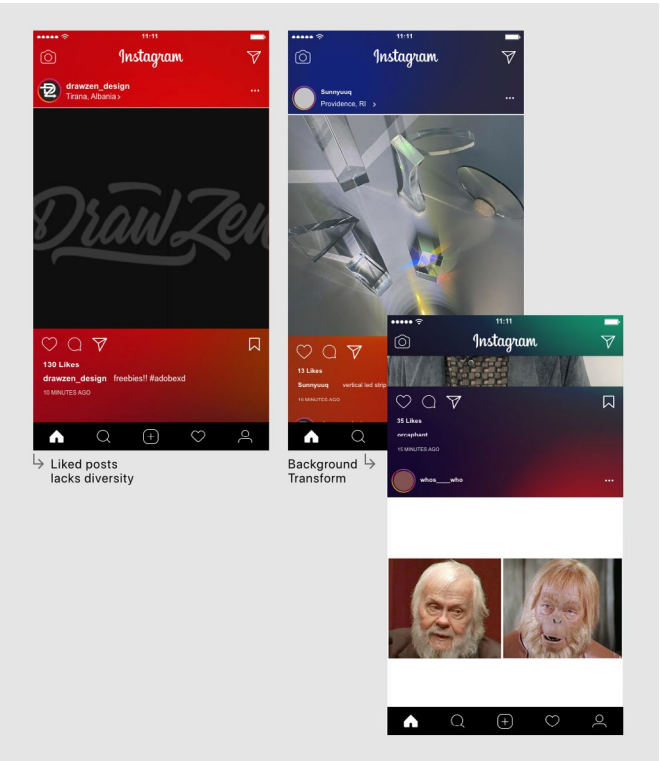 11:11
Instagram
drawzen_design
Tirana, Albania >
DrawZen
130 Likes
drawzen_design freebies!! #adobexd
10 MINUTES AGO
Liked posts
lacks diversity
11:11
Instagram
Sunnyuuq
Providence, RI >
13 Likes
Sunnyuuq vertical led strip
10 MINUTES AGO
Background
Transform
11:11
Instagram
35 Likes
orcaphant
15 MINUTES AGO
whos____who